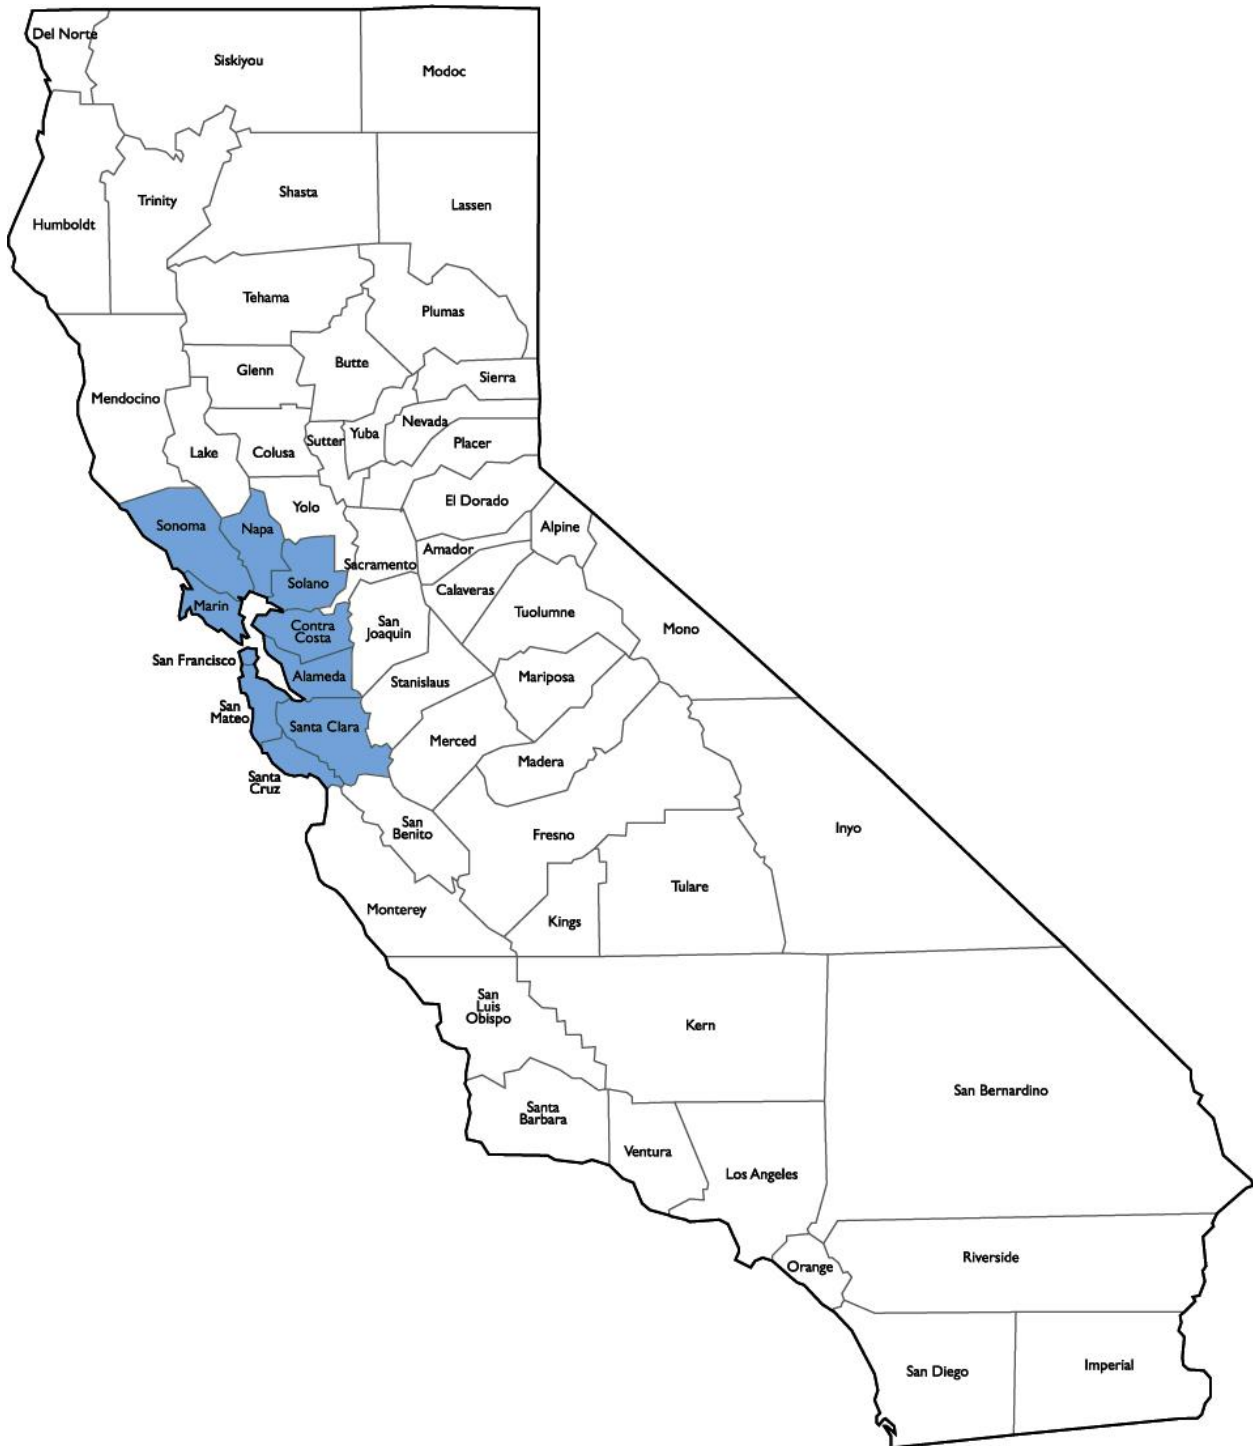 Del Norte
Siskiyou
Modoc
Humboldt
Trinity
Shasta
Lassen
Tehama
Plumas
Mendocino
Glenn
Butte
Sierra
Lake
Colusa
Sutter
Yuba
Nevada
Placer
Sonoma
Napa
Yolo
El Dorado
Alpine
Sacramento
Amador
Calaveras
Solano
Marin
Contra
Costa
San
Joaquin
Tuolumne
Mono
San Francisco
Alameda
Stanislaus
Mariposa
San
Mateo
Santa Clara
Merced
Madera
Santa
Cruz
San
Benito
Fresno
Inyo
Monterey
Kings
Tulare
San
Luis
Obispo
Kern
San Bernardino
Santa
Barbara
Ventura
Los Angeles
Orange
Riverside
San Diego
Imperial